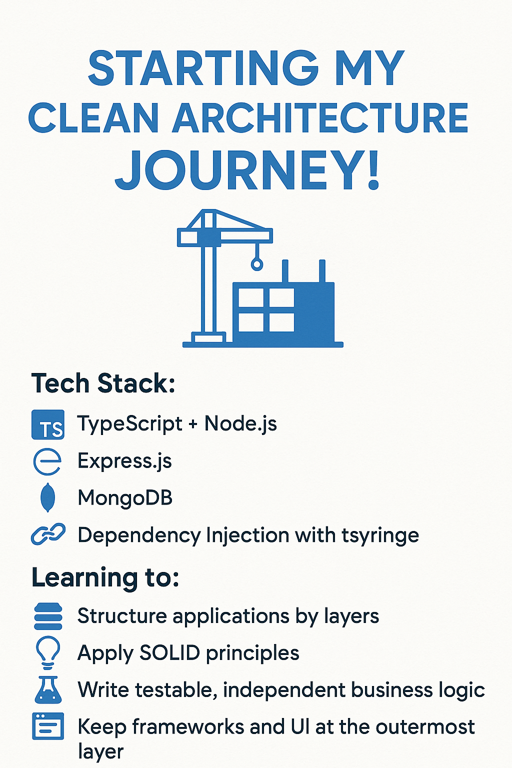 STARTING MY
CLEAN ARCHITECTURE
JOURNEY!
Tech Stack:
TS
TypeScript + Node.js
Express.js
MongoDB
Dependency Injection with tsyringe
Learning to:
Structure applications by layers
Apply SOLID principles
Write testable, independent business logic
Keep frameworks and UI at the outermost
layer